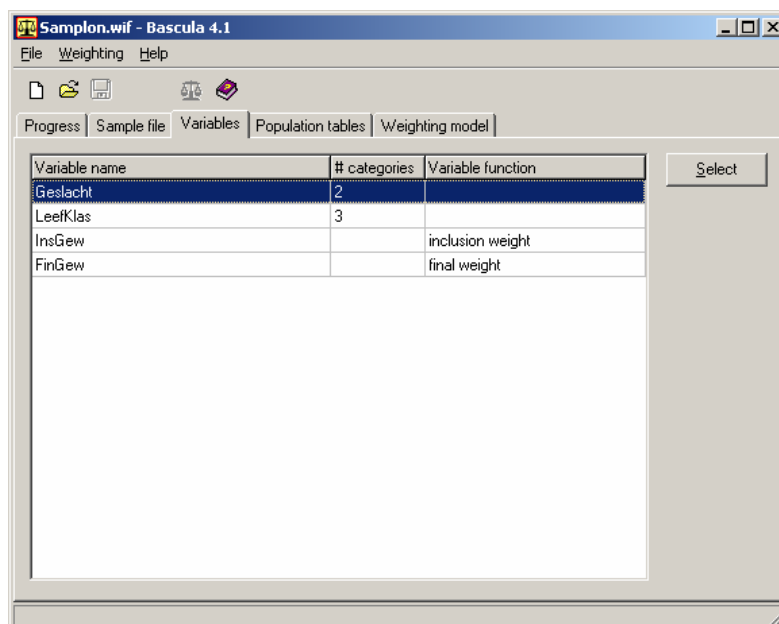 Samplon.wif - Bascula 4.1
File Weighting Help
Progress Sample file Variables Population tables Weighting model
Variable name # categories Variable function Select
Geslacht 2
LeefKlas 3
InsGew inclusion weight
FinGew final weight